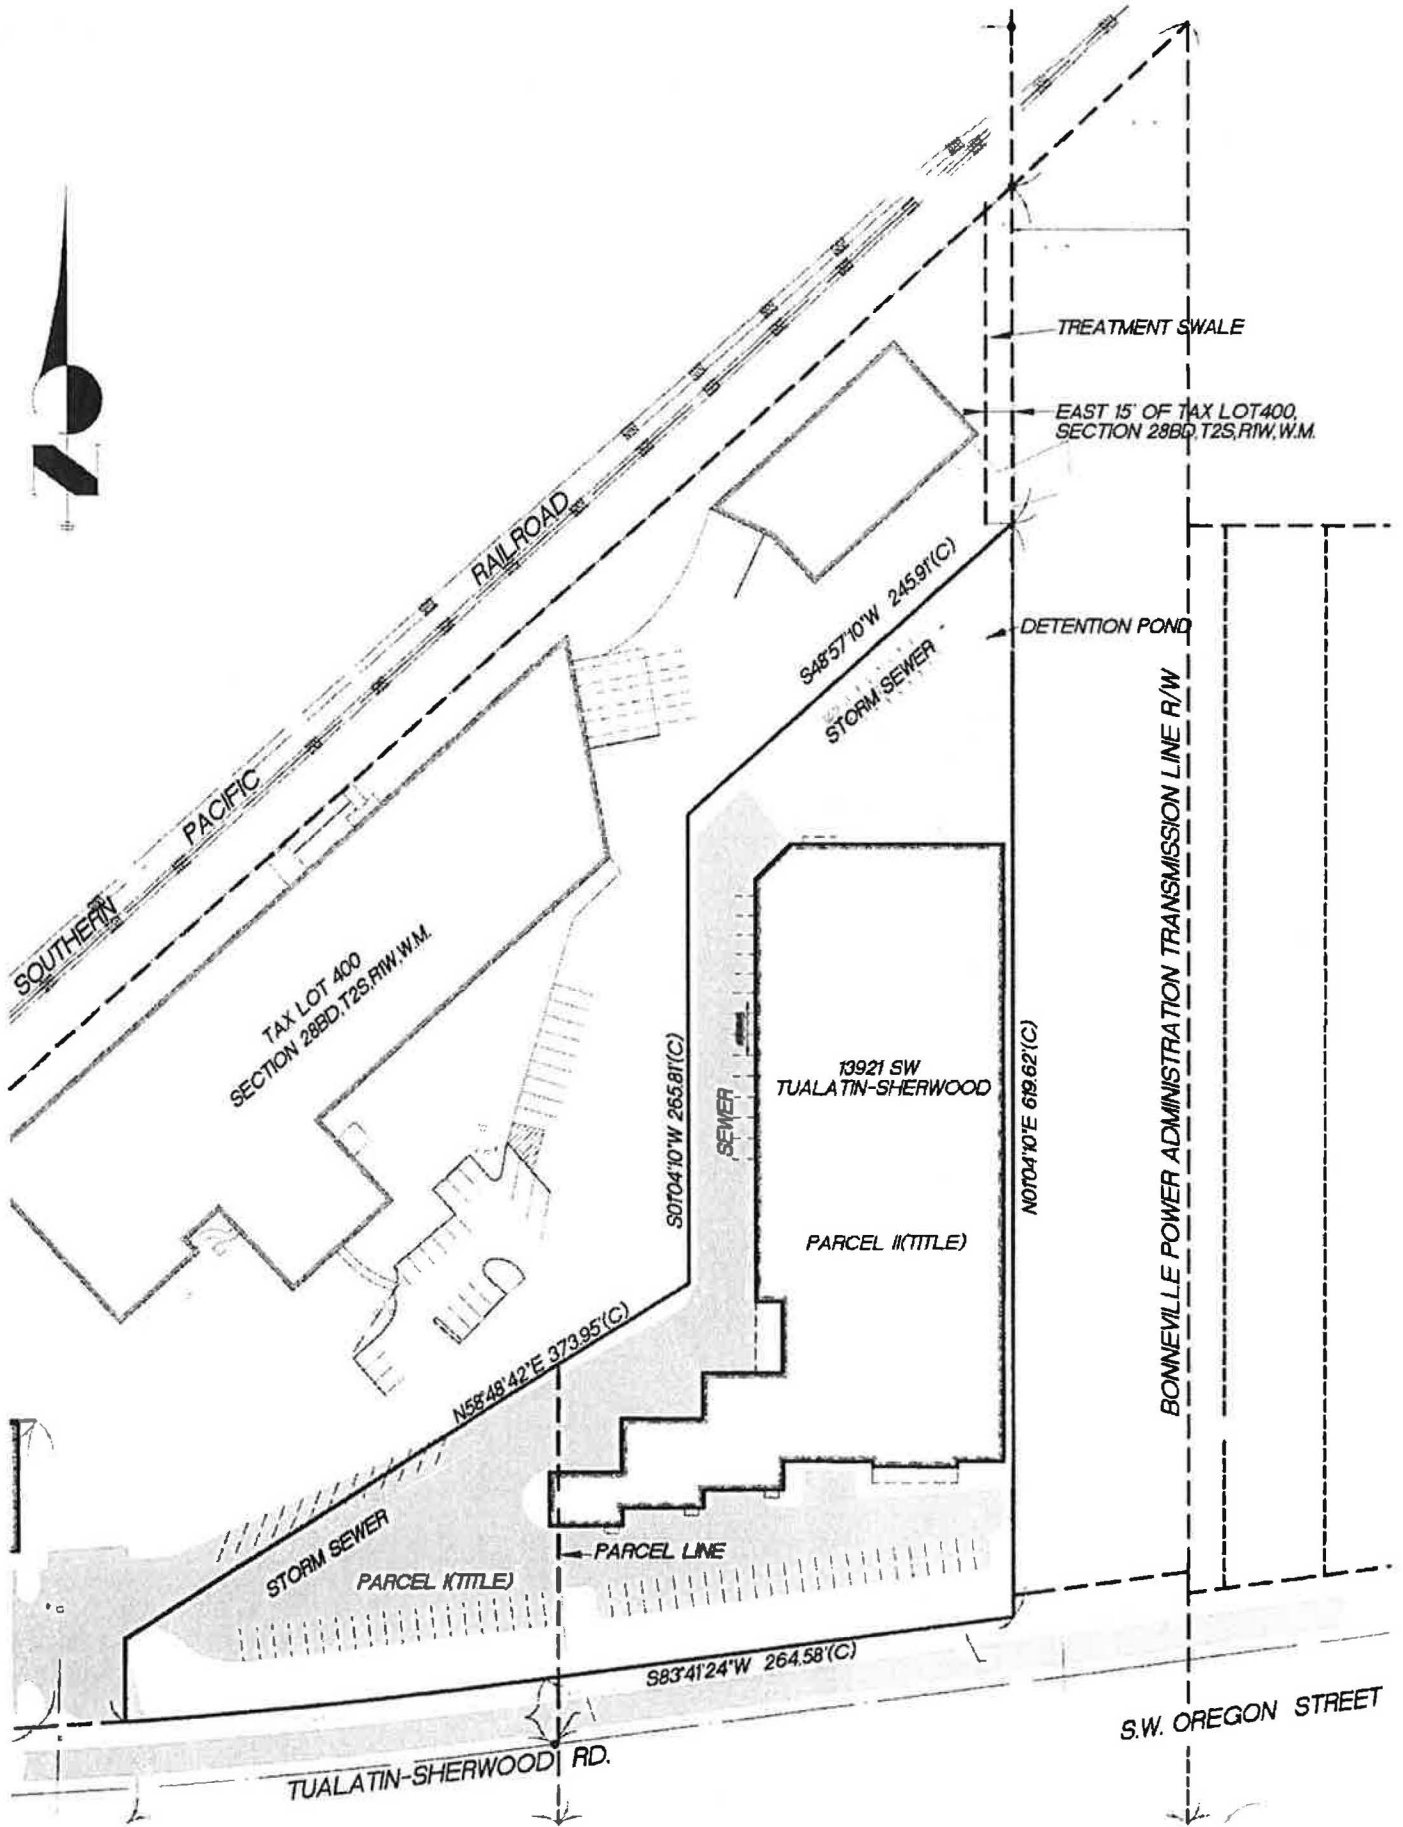 N
TREATMENT SWALE
EAST 15' OF TAX LOT400,
SECTION 28BD,T2S,R1W,W.M.
RAILROAD
S48°57'10"W 245.91'(C)
DETENTION POND
STORM SEWER
PACIFIC
SOUTHERN
BONNEVILLE POWER ADMINISTRATION TRANSMISSION LINE R/W
TAX LOT 400
SECTION 28BD,T2S,R1W,W.M.
S01°04'10"W 265.81'(C)
SEWER
13921 SW
TUALATIN-SHERWOOD
N01°04'10"E 619.62'(C)
PARCEL II(TITLE)
N58°48'42"E 373.95'(C)
STORM SEWER
PARCEL LINE
PARCEL I(TITLE)
S83°41'24"W 264.58'(C)
S.W. OREGON STREET
TUALATIN-SHERWOOD RD.